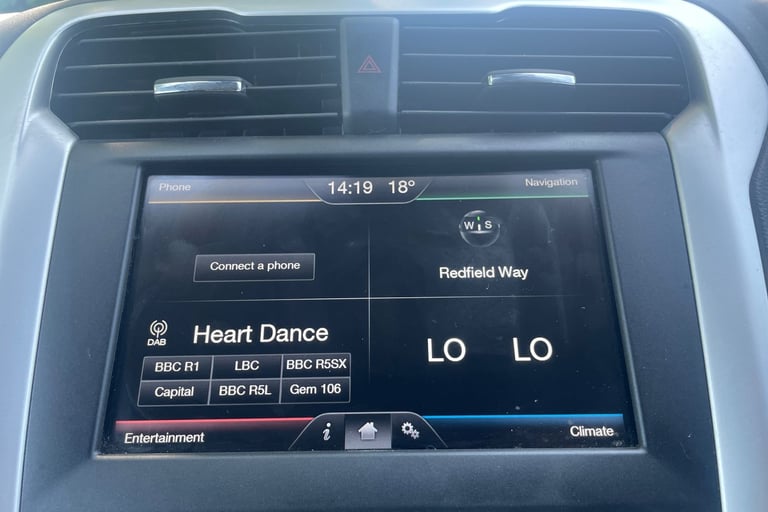 Phone
14:19 18°
Navigation
W S
Connect a phone
Redfield Way
DAB
Heart Dance
BBC R1 LBC BBC R5SX
Capital BBC R5L Gem 106
LO LO
Entertainment
i
Climate